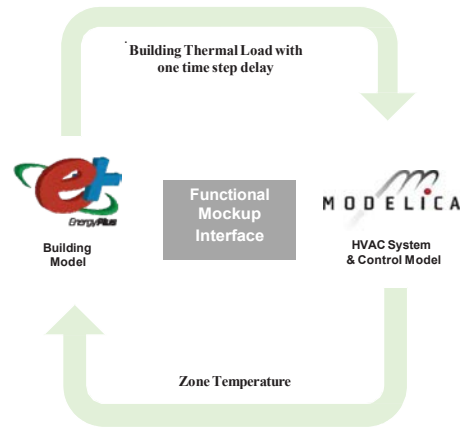 Building Thermal Load with
one time step delay
e+
EnergyPlus
Building
Model
Functional
Mockup
Interface
MODELICA
HVAC System
& Control Model
Zone Temperature